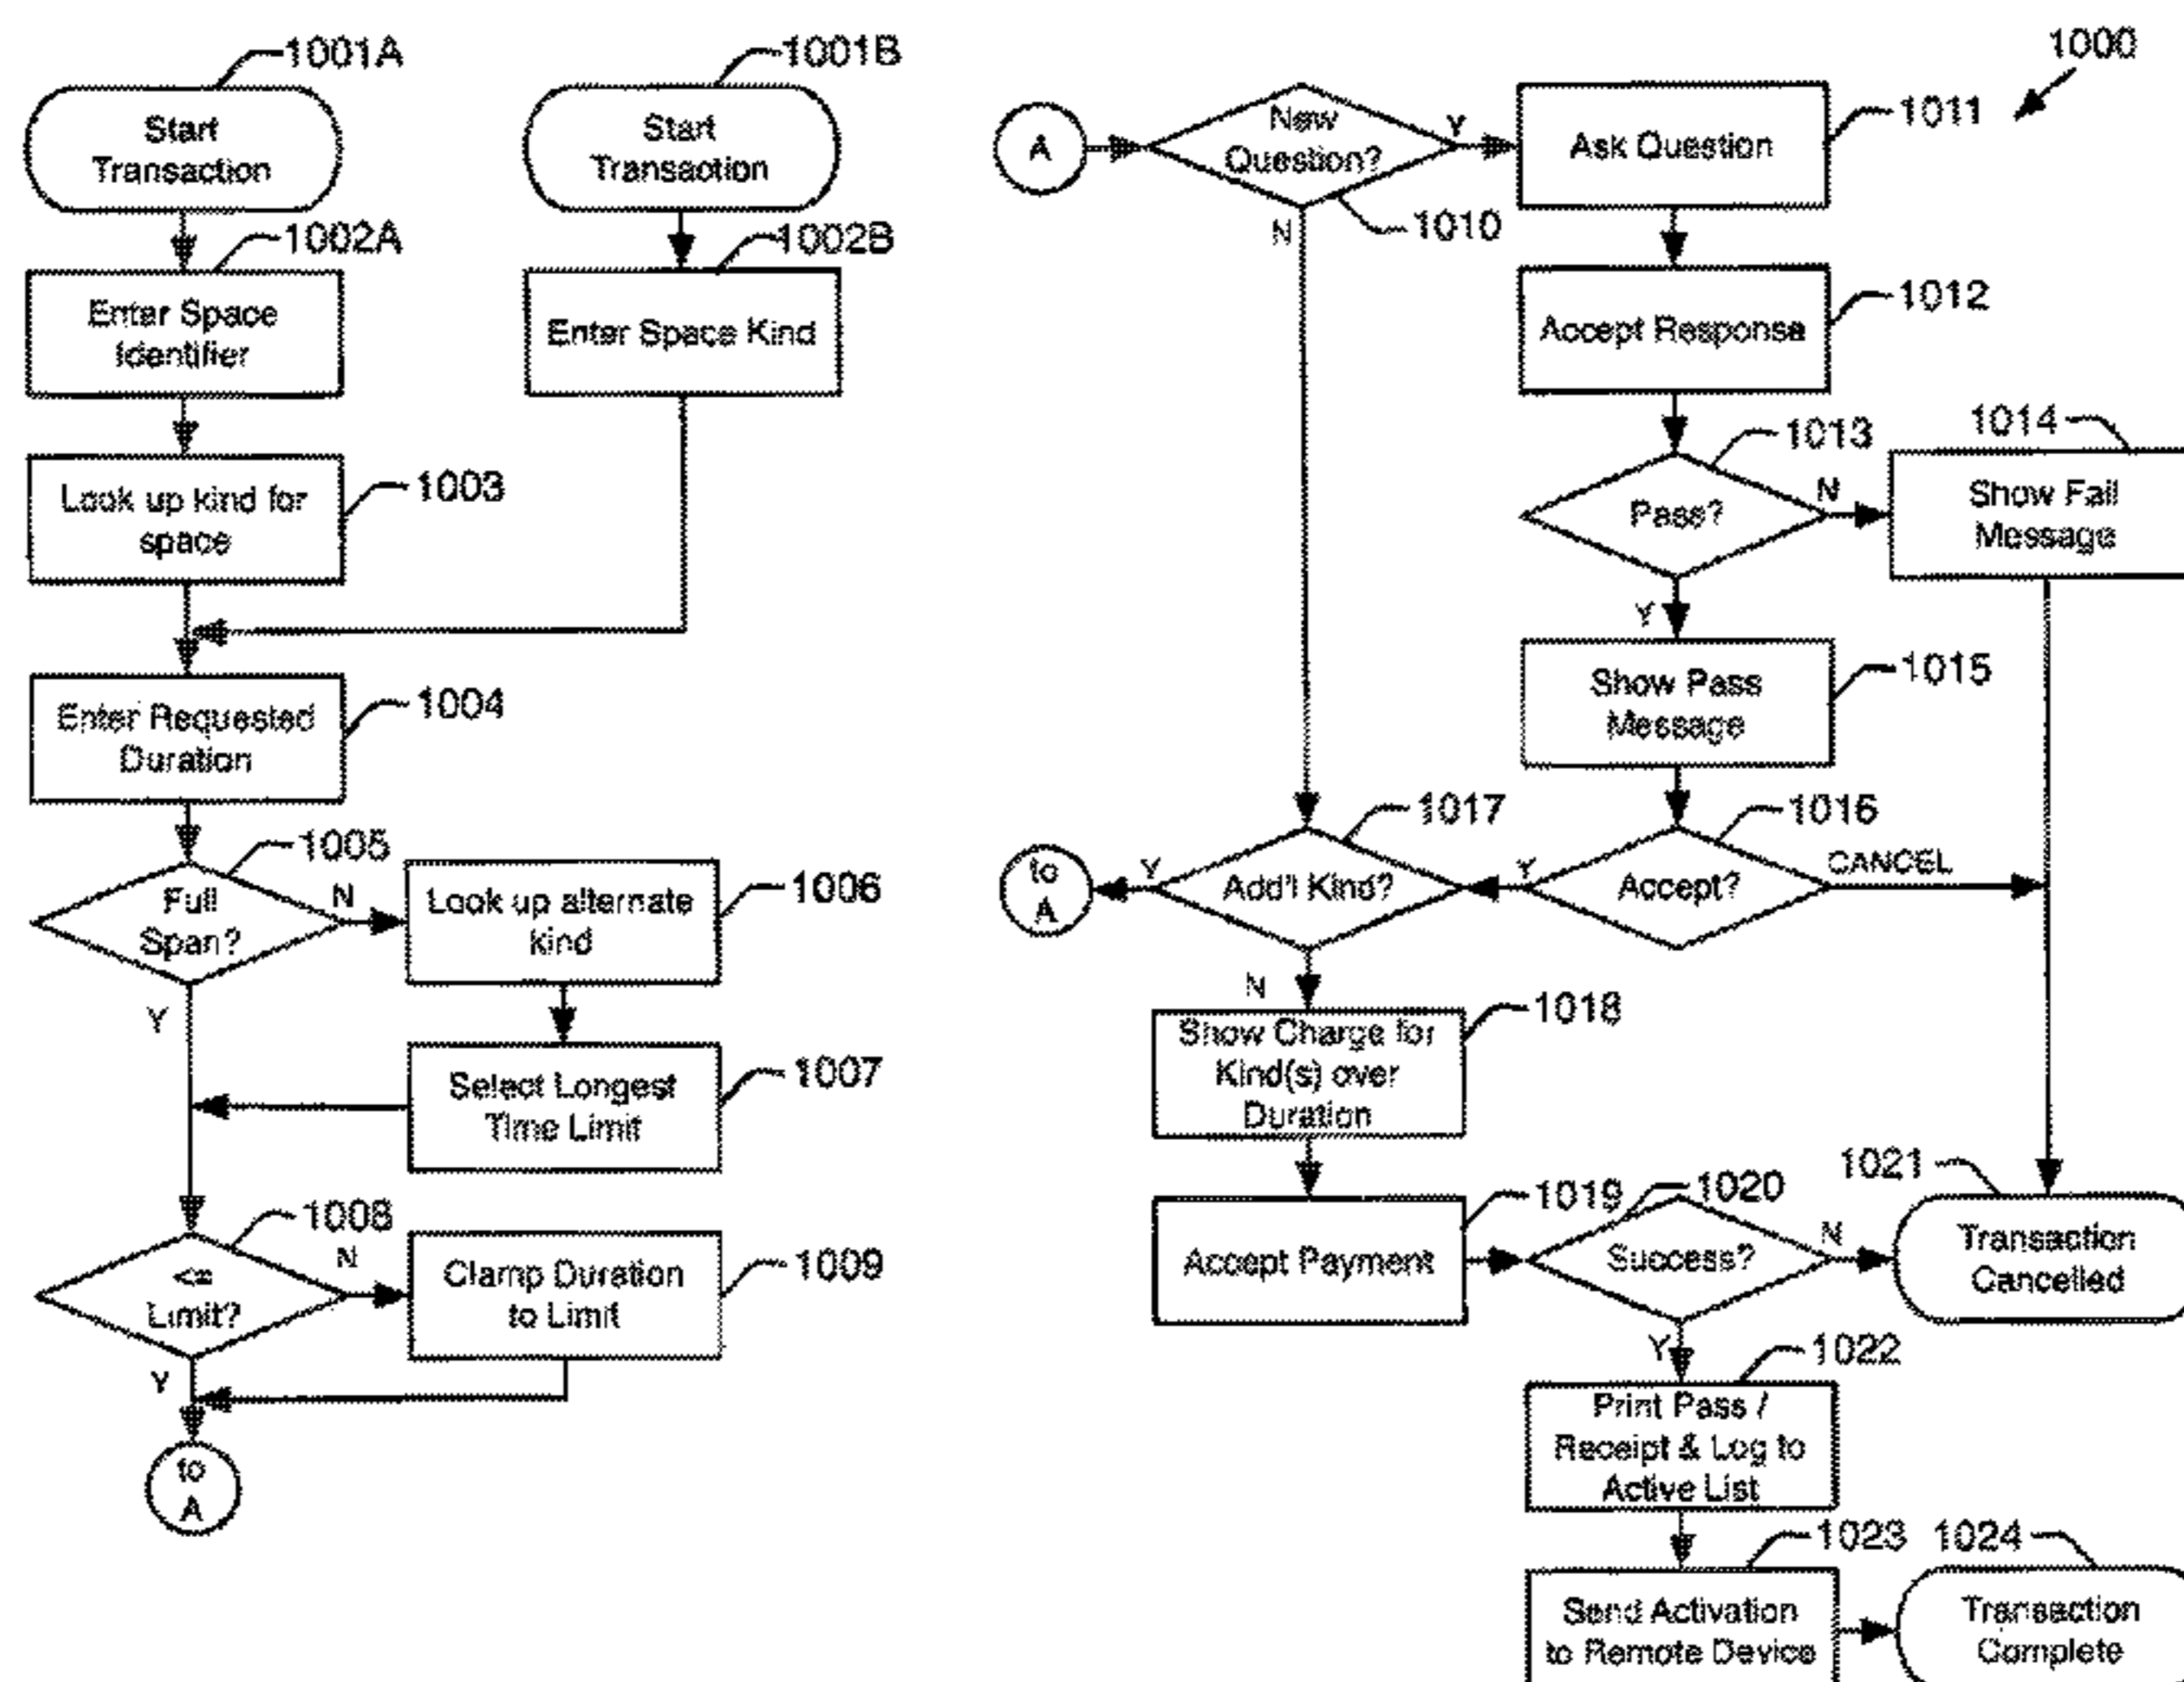 1001A
Start
Transaction
1002A
Enter Space
Identifier
Look up kind for
space
1003
Enter Requested
Duration
1004
1005
Full
Span?
N
Y
Look up alternate
kind
1006
Select Longest
Time Limit
1007
1008
<=
Limit?
N
Y
Clamp Duration
to Limit
1009
to
A
1001B
Start
Transaction
1002B
Enter Space Kind
1000
A
New
Question?
Y
N
1010
Ask Question
1011
Accept Response
1012
1013
Pass?
N
Y
1014
Show Fail
Message
Show Pass
Message
1015
1016
Accept?
Y
CANCEL
1017
Add'l Kind?
Y
N
to
A
Show Charge for
Kind(s) over
Duration
1018
Accept Payment
1019
1020
Success?
N
Y
1021
Transaction
Cancelled
1022
Print Pass /
Receipt & Log to
Active List
1023
Send Activation
to Remote Device
1024
Transaction
Complete